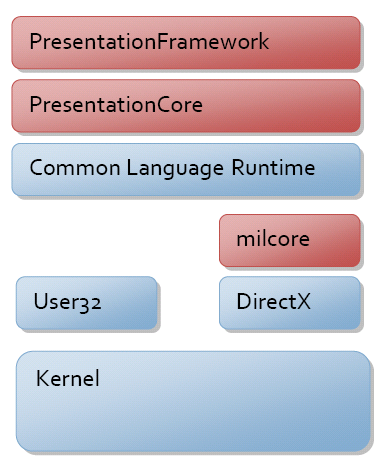 PresentationFramework
PresentationCore
Common Language Runtime
milcore
User32
DirectX
Kernel